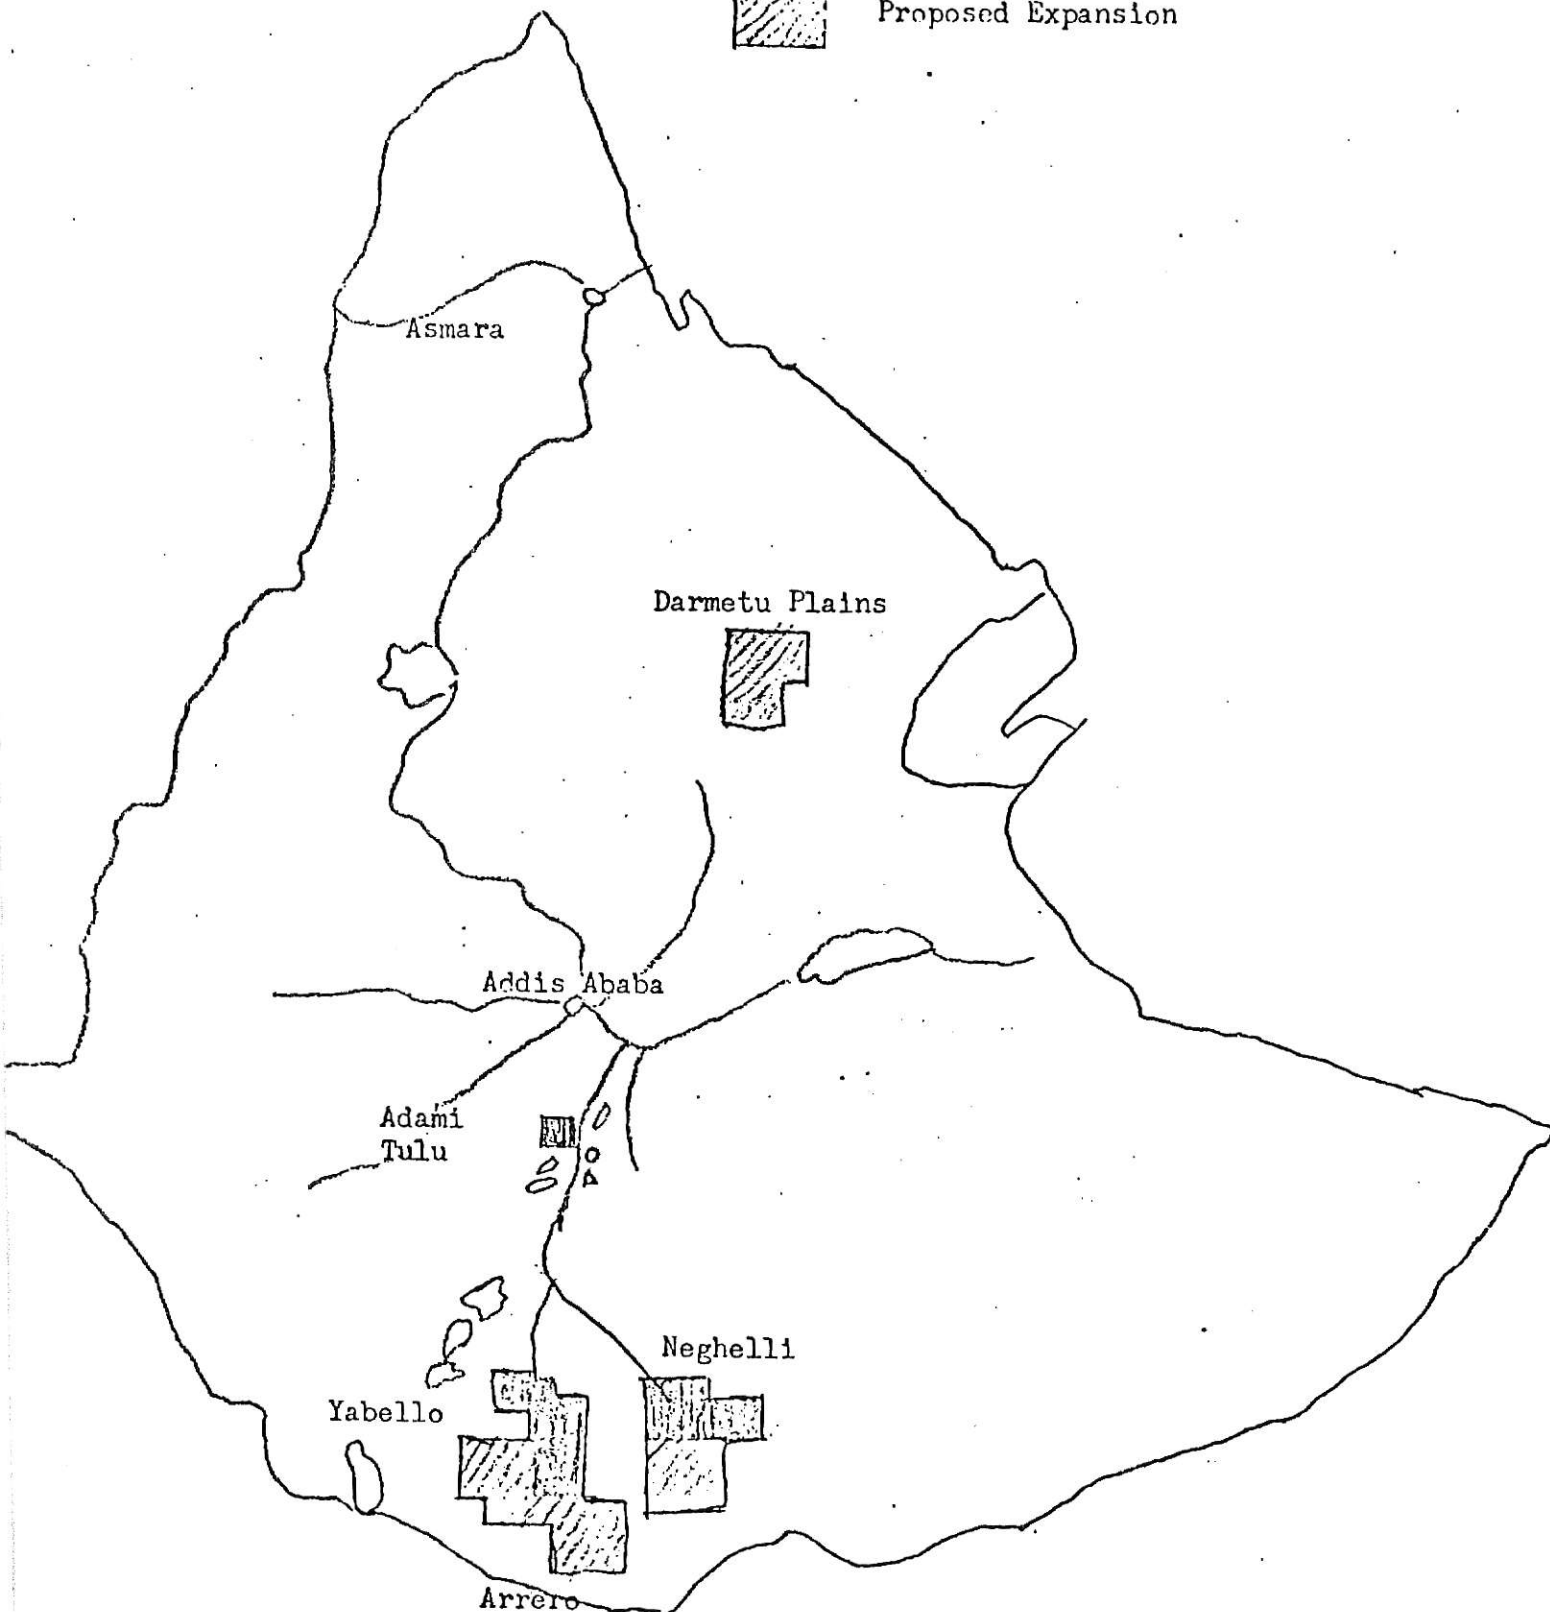 Proposed Expansion
Asmara
Darmetu Plains
Addis Ababa
Adami
Tulu
Neghelli
Yabello
Arrero